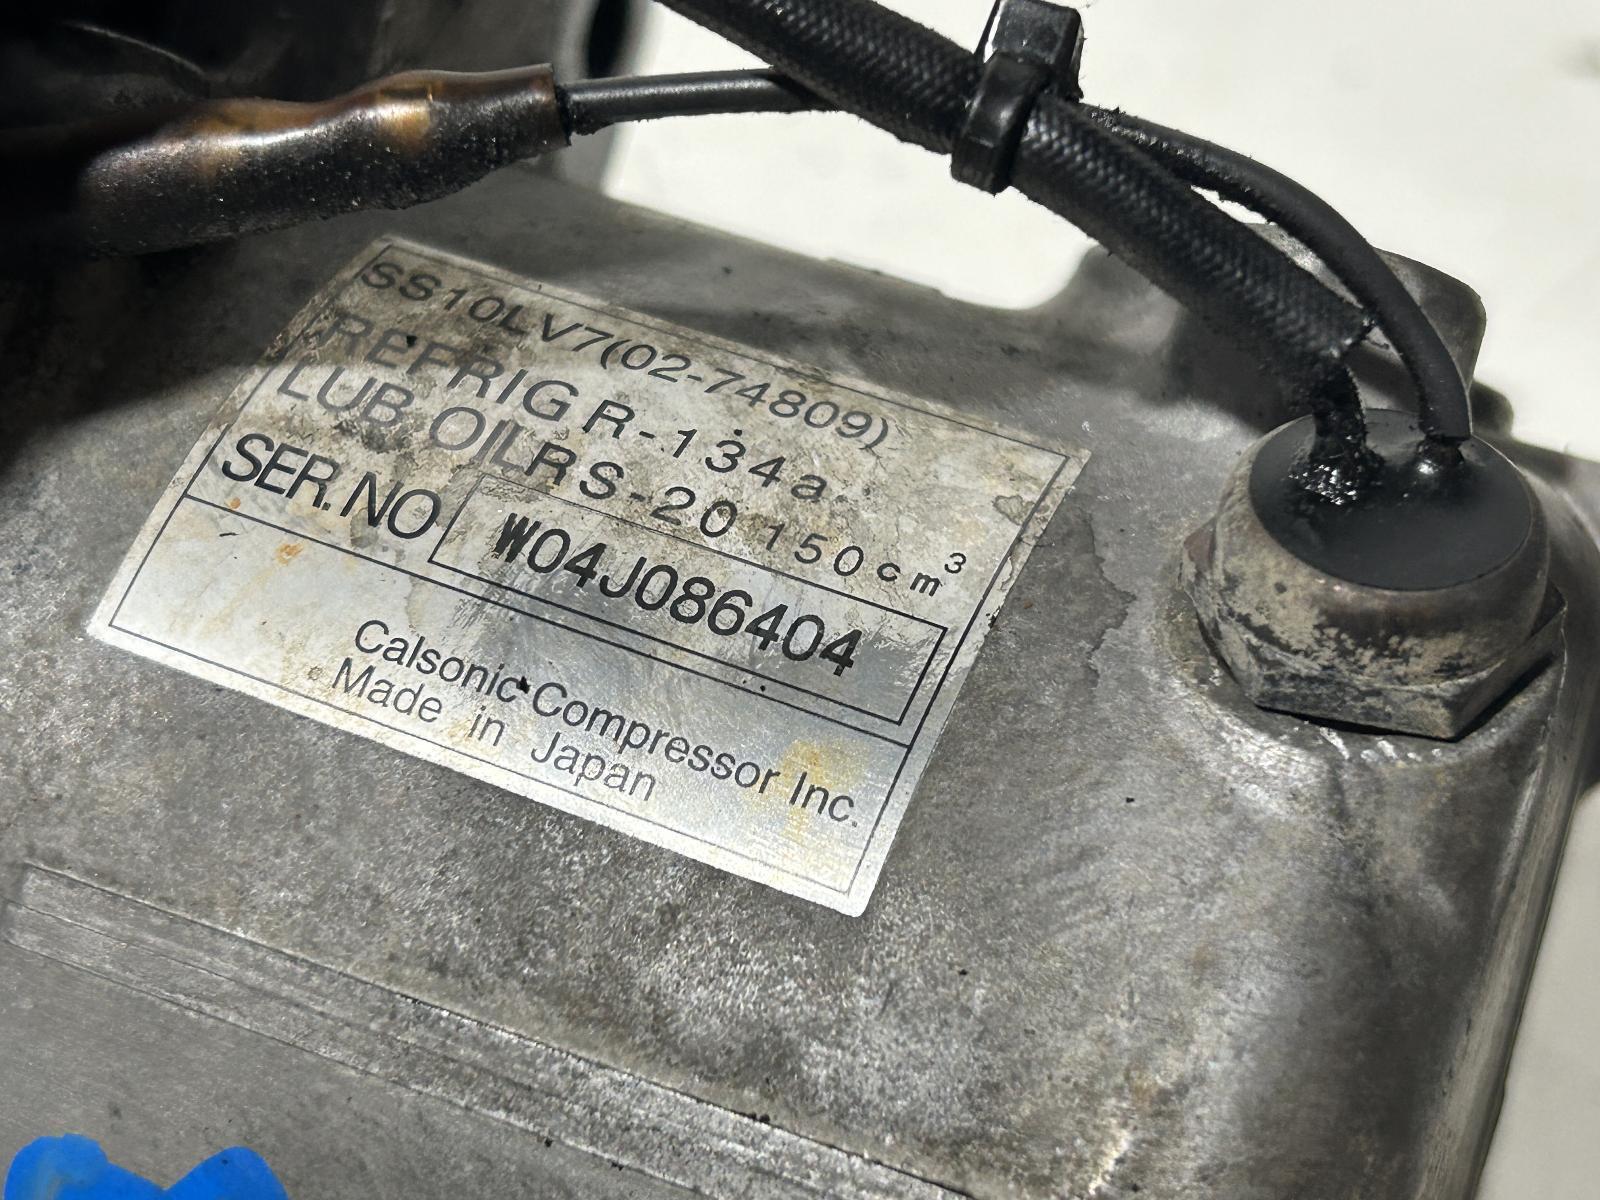 SS10LV7(02-74809)
REFRIG R-134a
LUB OIL RS-20 150cm³
SER.NO W04J086404
Calsonic Compressor Inc.
Made in Japan